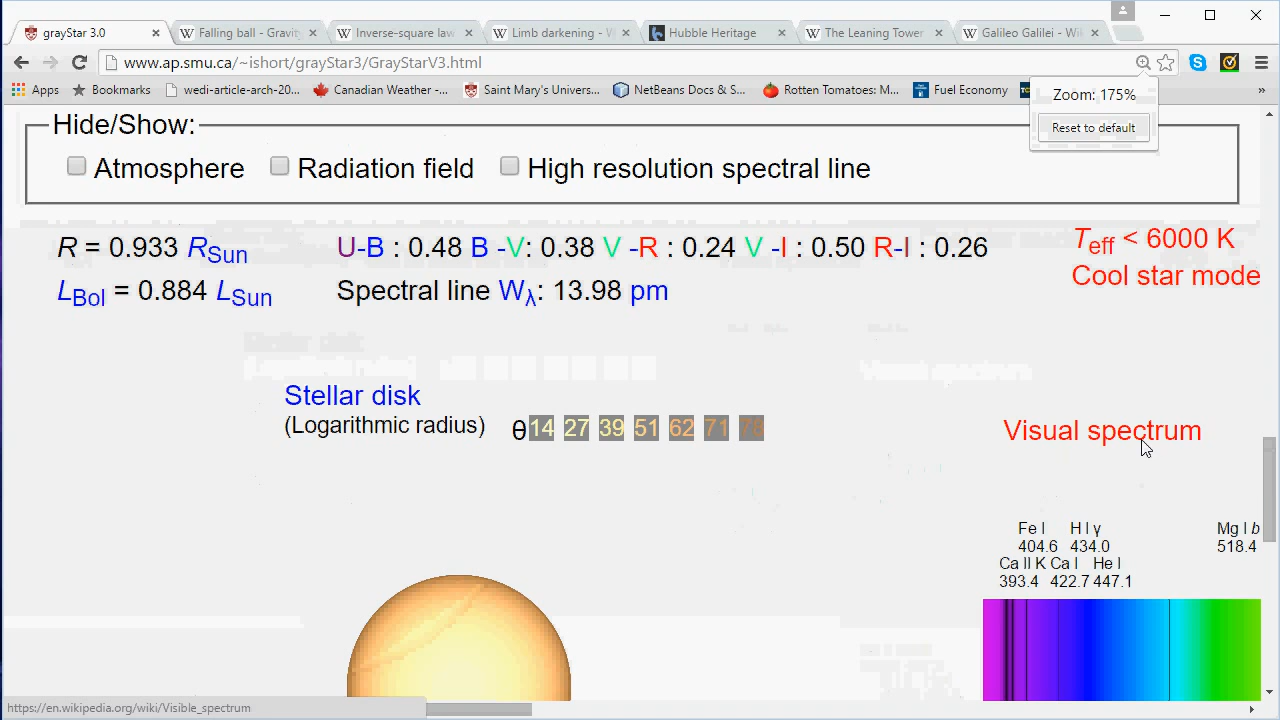 grayStar 3.0
Falling ball - Gravit
Inverse-square law
Limb darkening - W
Hubble Heritage
The Leaning Tower
Galileo Galilei - Wik
www.ap.smu.ca/~ishort/grayStar3/GrayStarV3.html
Apps
Bookmarks
wedi-article-arch-20...
Canadian Weather -...
Saint Mary's Univers...
NetBeans Docs & S...
Rotten Tomatoes: M...
Fuel Economy
»
Zoom: 175%
Reset to default
Hide/Show:
Atmosphere Radiation field High resolution spectral line
R = 0.933 RSun U-B : 0.48 B -V: 0.38 V -R : 0.24 V -I : 0.50 R-I : 0.26
Teff < 6000 K
Cool star mode
LBol = 0.884 LSun Spectral line Wλ: 13.98 pm
Stellar disk
(Logarithmic radius) θ 14 27 39 51 62 71 78
Visual spectrum
Fe I H I γ Mg I b
404.6 434.0 518.4
Ca II K Ca I He I
393.4 422.7 447.1
https://en.wikipedia.org/wiki/Visible_spectrum